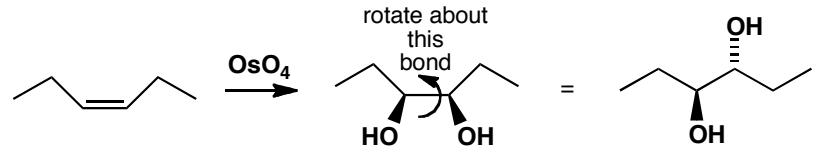 rotate about
this
bond
OsO4
=
OH
HO
OH
OH